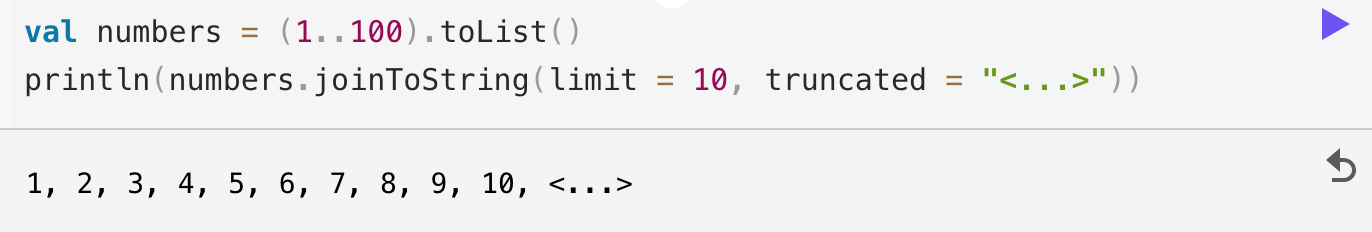 val numbers = (1..100).toList()
println(numbers.joinToString(limit = 10, truncated = "<...>"))
1, 2, 3, 4, 5, 6, 7, 8, 9, 10, <...>